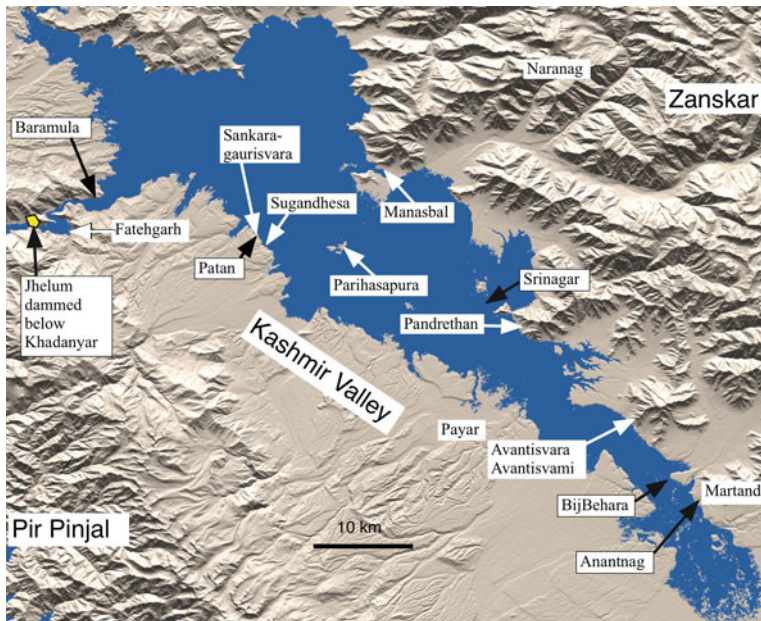 Naranag
Zanskar
Baramula
Sankara-
gaurisvara
Sugandhesa
Manasbal
Fatehgarh
Patan
Parihasapura
Srinagar
Jhelum
dammed
below
Khadanyar
Pandrethan
Kashmir Valley
Payar
Avantisvara
Avantisvami
BijBehara
Martand
Pir Pinjal
10 km
Anantnag